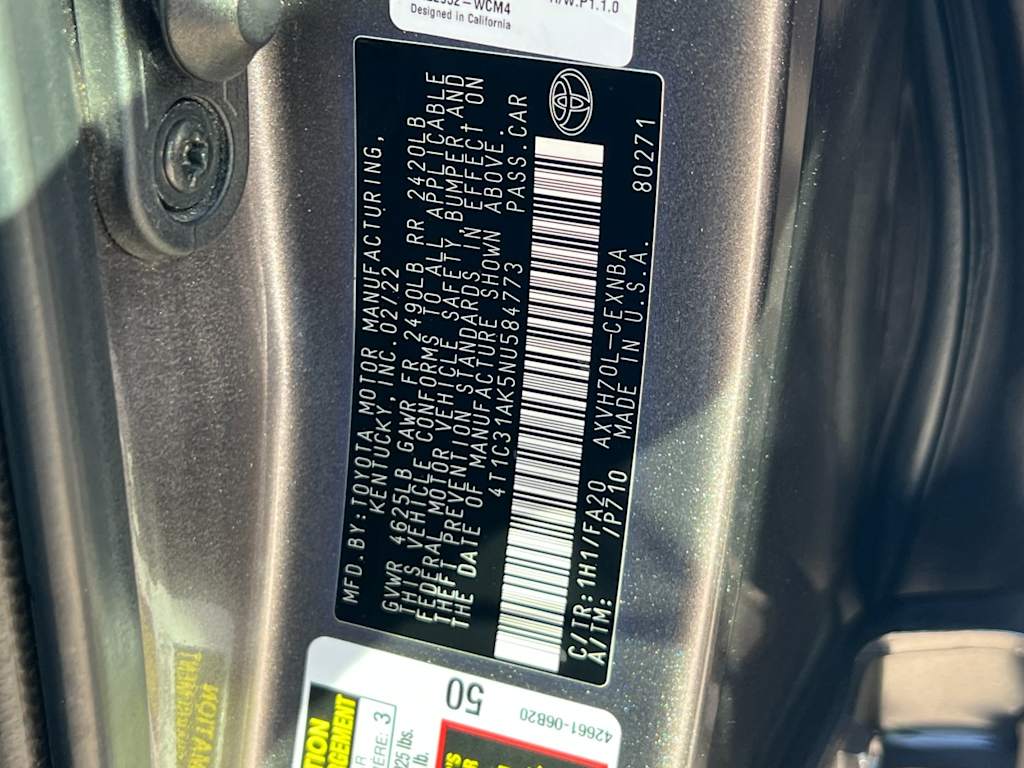 -WCM4
Designed in California
MFD.BY:TOYOTA MOTOR MANUFACTURING,
KENTUCKY,INC.02/22
GVWR 4625LB GAWR FR 2490LB RR 2420LB
THIS VEHICLE CONFORMS TO ALL APPLICABLE
FEDERAL MOTOR VEHICLE SAFETY BUMPER AND
THEFT PREVENTION STANDARDS IN EFFECT ON
THE DATE OF MANUFACTURE SHOWN ABOVE.
4T1C31AK5NU584773 PASS.CAR
C/TR:1H1/FA20 AXVH70L-CEXNBA 80271
A/TM: /P710 MADE IN U.S.A.
50
42661-06B20
3